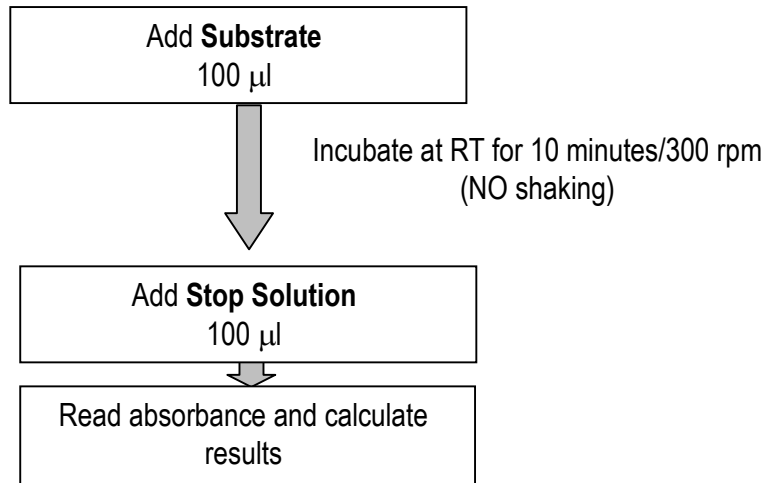 Add Substrate
100 μl
Incubate at RT for 10 minutes/300 rpm
(NO shaking)
Add Stop Solution
100 μl
Read absorbance and calculate
results